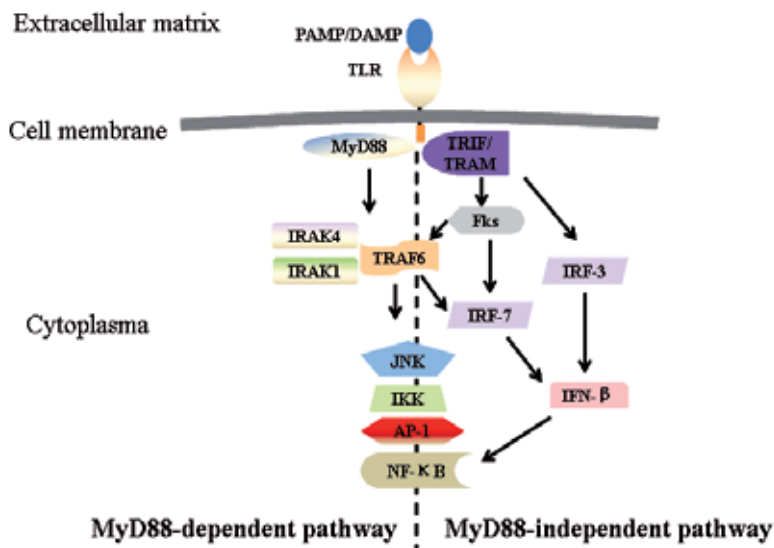 Extracellular matrix
PAMP/DAMP
TLR
Cell membrane
MyD88
TRIF/
TRAM
Fks
IRAK4
TRAF6
IRAK1
IRF-3
IRF-7
Cytoplasma
JNK
IKK
IFN-β
AP-1
NF-κB
MyD88-dependent pathway
MyD88-independent pathway